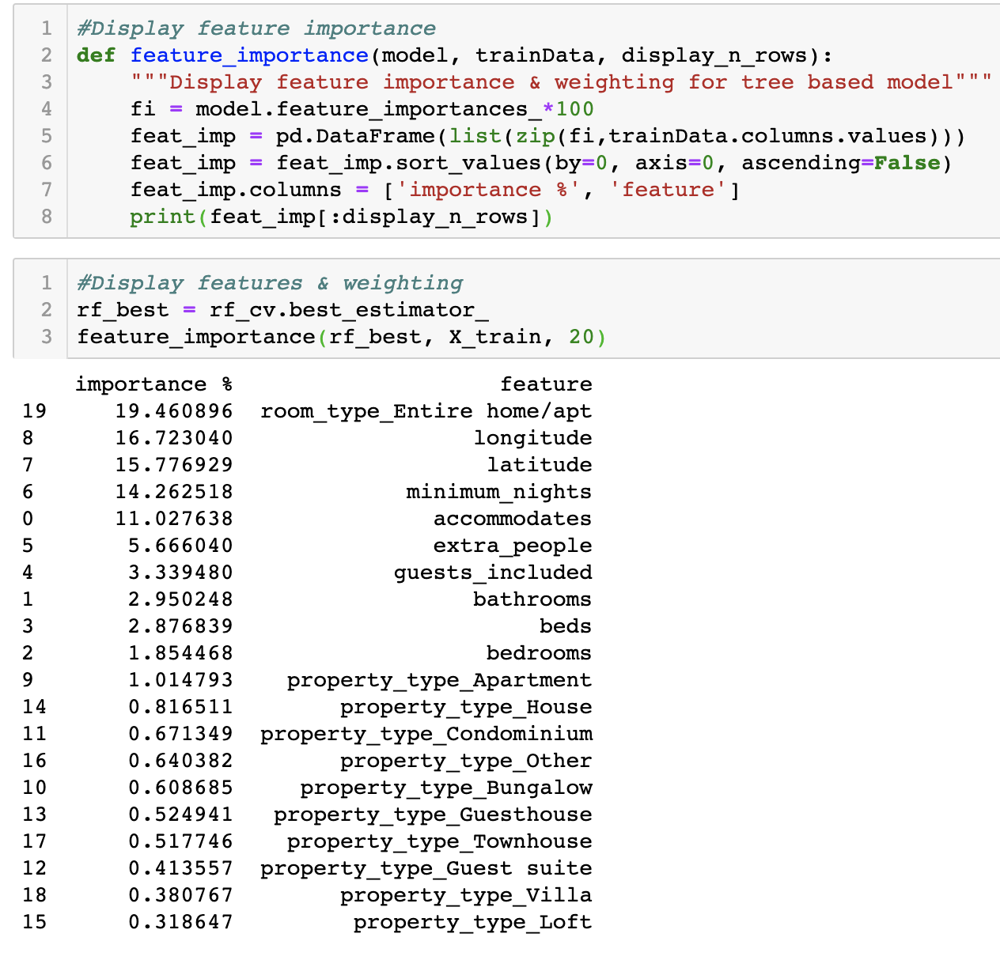 1 #Display feature importance
2 def feature_importance(model, trainData, display_n_rows):
3     """Display feature importance & weighting for tree based model"""
4     fi = model.feature_importances_*100
5     feat_imp = pd.DataFrame(list(zip(fi,trainData.columns.values)))
6     feat_imp = feat_imp.sort_values(by=0, axis=0, ascending=False)
7     feat_imp.columns = ['importance %', 'feature']
8     print(feat_imp[:display_n_rows])
1 #Display features & weighting
2 rf_best = rf_cv.best_estimator_
3 feature_importance(rf_best, X_train, 20)
importance % feature
19 19.460896 room_type_Entire home/apt
8 16.723040 longitude
7 15.776929 latitude
6 14.262518 minimum_nights
0 11.027638 accommodates
5 5.666040 extra_people
4 3.339480 guests_included
1 2.950248 bathrooms
3 2.876839 beds
2 1.854468 bedrooms
9 1.014793 property_type_Apartment
14 0.816511 property_type_House
11 0.671349 property_type_Condominium
16 0.640382 property_type_Other
10 0.608685 property_type_Bungalow
13 0.524941 property_type_Guesthouse
17 0.517746 property_type_Townhouse
12 0.413557 property_type_Guest suite
18 0.380767 property_type_Villa
15 0.318647 property_type_Loft